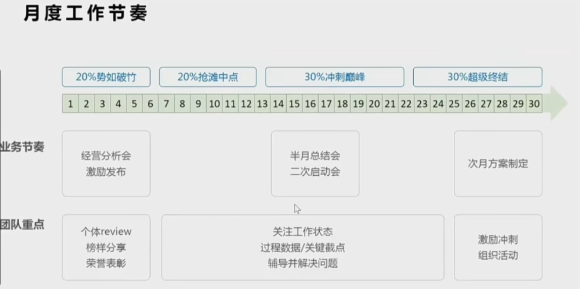 月度工作节奏
20%势如破竹
20%抢滩中点
30%冲刺巅峰
30%超级终结
1 2 3 4 5 6 7 8 9 10 11 12 13 14 15 16 17 18 19 20 21 22 23 24 25 26 27 28 29 30
业务节奏
经营分析会
激励发布
半月总结会
二次启动会
次月方案制定
团队重点
个体review
榜样分享
荣誉表彰
关注工作状态
过程数据/关键截点
辅导并解决问题
激励冲刺
组织活动